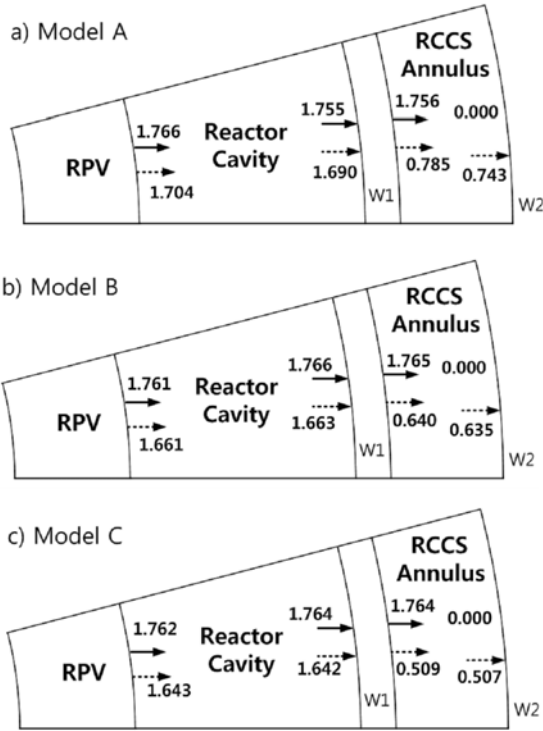 a) Model A
RCCS
Annulus
1.766
1.755
1.756
0.000
RPV
Reactor
Cavity
1.704
1.690
0.785
0.743
W1
W2
b) Model B
RCCS
Annulus
1.761
1.766
1.765
0.000
RPV
Reactor
Cavity
1.661
1.663
0.640
0.635
W1
W2
c) Model C
RCCS
Annulus
1.762
1.764
1.764
0.000
RPV
Reactor
Cavity
1.643
1.642
0.509
0.507
W1
W2